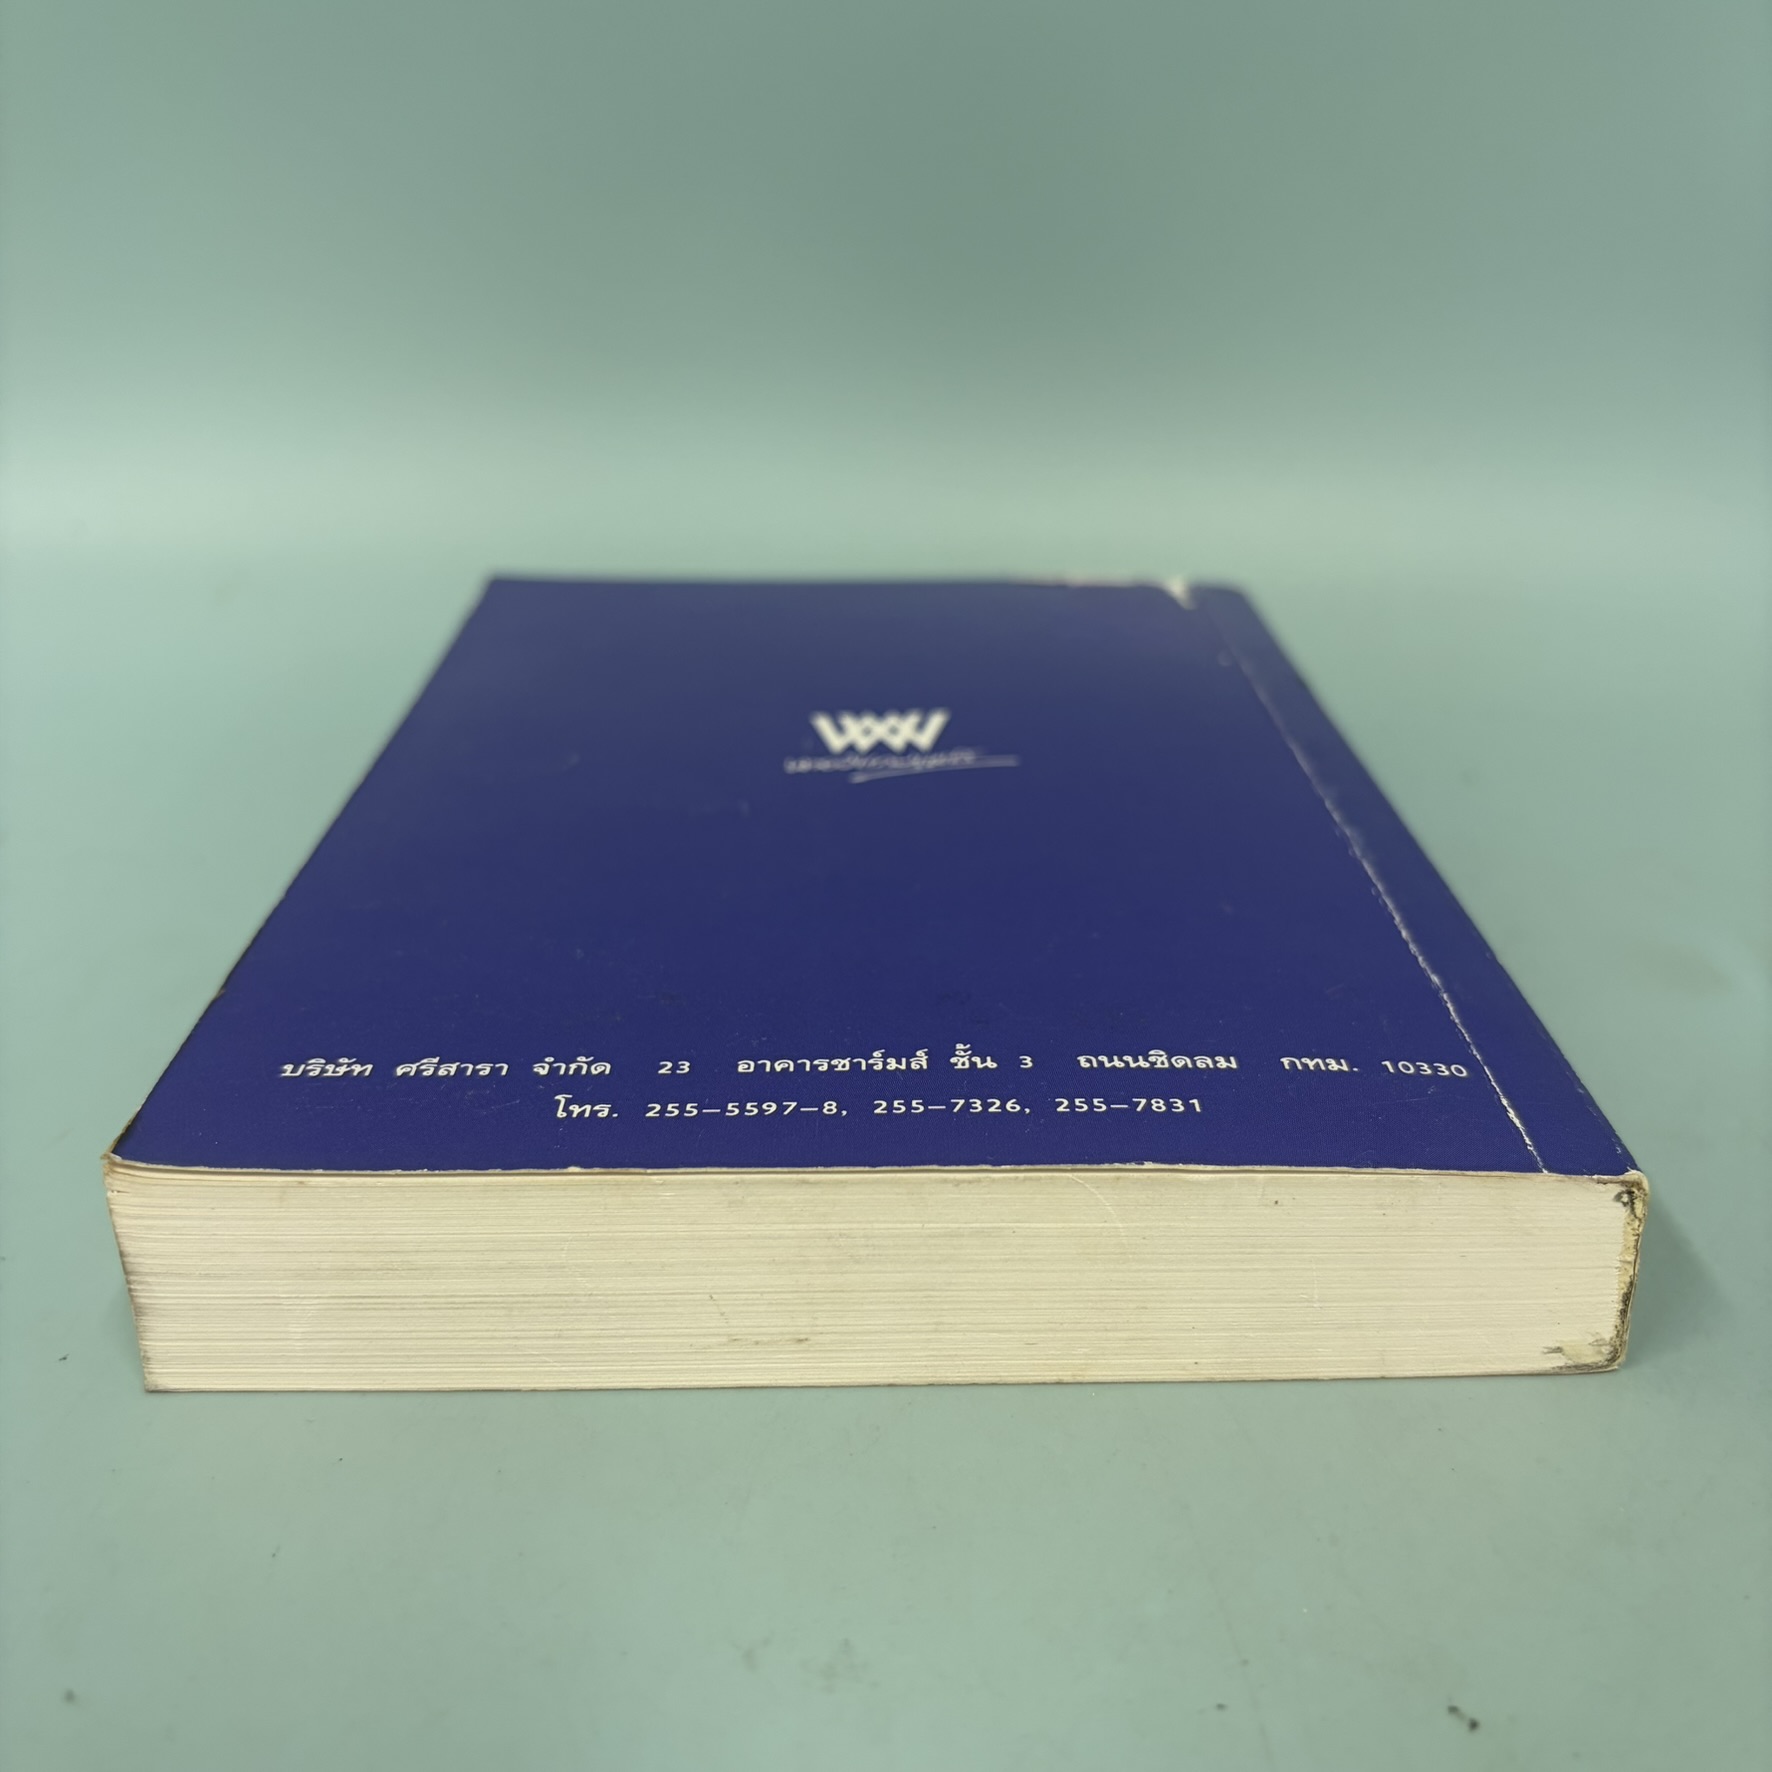 บริษัท ศรีสารา จำกัด 23 อาคารชาร์มส์ ชั้น 3 ถนนชิดลม กทม. 10330
โทร. 255-5597-8, 255-7326, 255-7831